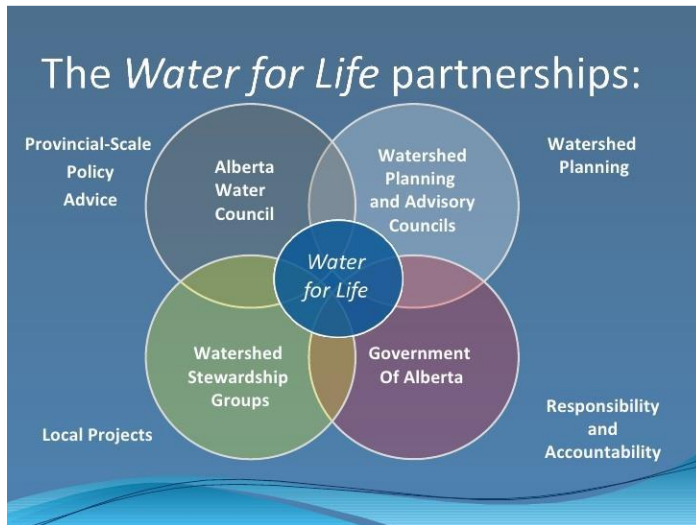 The Water for Life partnerships:
Provincial-Scale
Policy
Advice
Alberta
Water
Council
Watershed
Planning
and Advisory
Councils
Watershed
Planning
Water
for Life
Watershed
Stewardship
Groups
Government
Of Alberta
Local Projects
Responsibility
and
Accountability